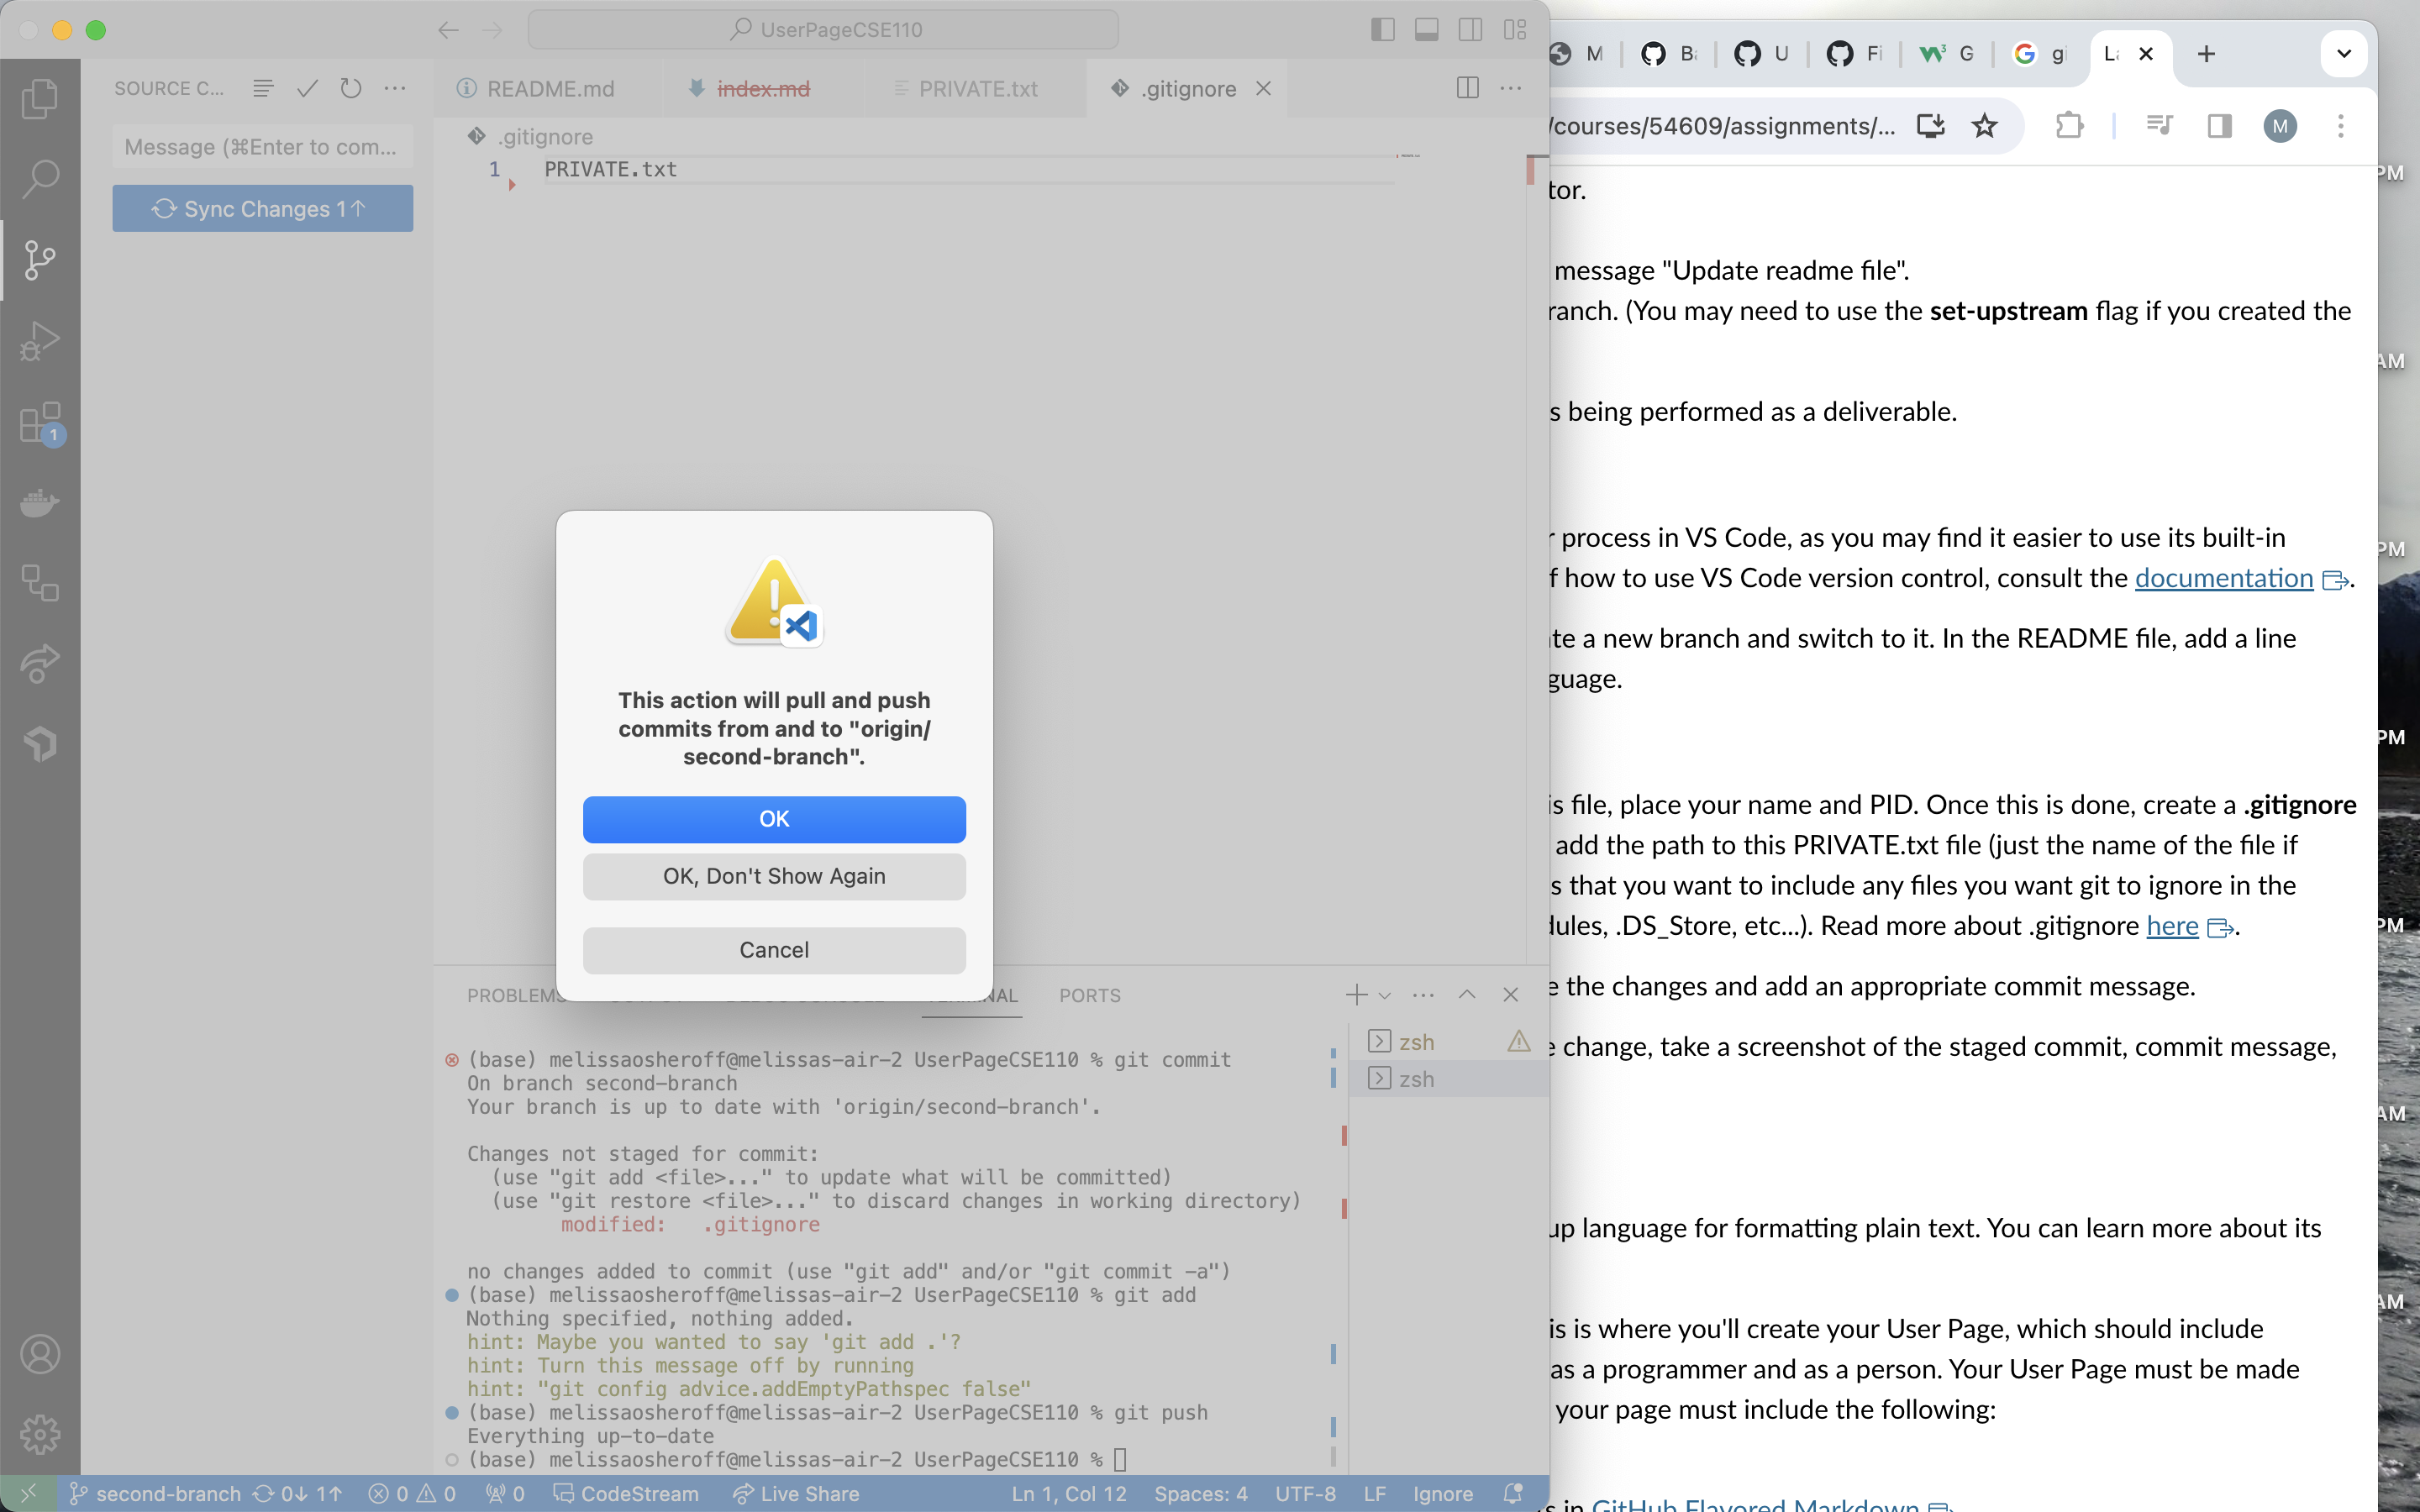 UserPageCSE110
SOURCE C...
Message (⌘Enter to com...
Sync Changes 1↑
README.md
index.md
PRIVATE.txt
.gitignore
.gitignore
1
PRIVATE.txt
1
This action will pull and push
commits from and to "origin/
second-branch".
OK
OK, Don't Show Again
Cancel
PORTS
zsh
zsh
(base) melissaosheroff@melissas-air-2 UserPageCSE110 % git commit
On branch second-branch
Your branch is up to date with 'origin/second-branch'.
Changes not staged for commit:
(use "git add <file>..." to update what will be committed)
(use "git restore <file>..." to discard changes in working directory)
modified: .gitignore
no changes added to commit (use "git add" and/or "git commit -a")
(base) melissaosheroff@melissas-air-2 UserPageCSE110 % git add
Nothing specified, nothing added.
hint: Maybe you wanted to say 'git add .'?
hint: Turn this message off by running
hint: "git config advice.addEmptyPathspec false"
(base) melissaosheroff@melissas-air-2 UserPageCSE110 % git push
Everything up-to-date
(base) melissaosheroff@melissas-air-2 UserPageCSE110 %
second-branch 0↓ 1↑ 0 0 0 CodeStream Live Share Ln 1, Col 12 Spaces: 4 UTF-8 LF Ignore
M B U Fi G gi L
/courses/54609/assignments/...
M
tor.
message "Update readme file".
ranch. (You may need to use the set-upstream flag if you created the
s being performed as a deliverable.
r process in VS Code, as you may find it easier to use its built-in
f how to use VS Code version control, consult the documentation.
te a new branch and switch to it. In the README file, add a line
guage.
is file, place your name and PID. Once this is done, create a .gitignore
add the path to this PRIVATE.txt file (just the name of the file if
s that you want to include any files you want git to ignore in the
dules, .DS_Store, etc...). Read more about .gitignore here.
e the changes and add an appropriate commit message.
e change, take a screenshot of the staged commit, commit message,
up language for formatting plain text. You can learn more about its
is is where you'll create your User Page, which should include
as a programmer and as a person. Your User Page must be made
your page must include the following:
s in GitHub Flavored Markdown
PM
AM
PM
PM
PM
AM
AM